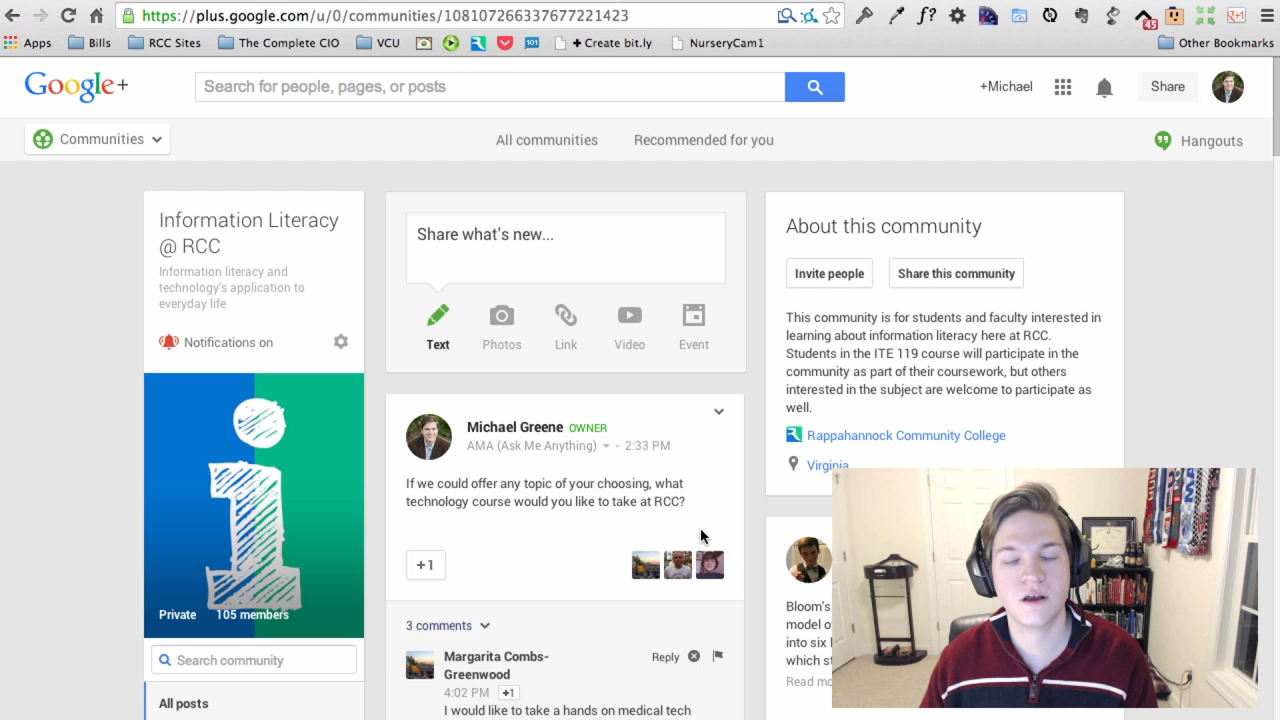 https://plus.google.com/u/0/communities/108107266337677221423
f?
45
g+1
Apps
Bills
RCC Sites
The Complete CIO
VCU
101
+ Create bit.ly
NurseryCam1
Other Bookmarks
Google+
Search for people, pages, or posts
+Michael
Share
Communities
All communities
Recommended for you
Hangouts
Information Literacy
@ RCC
Information literacy and
technology's application to
everyday life
Notifications on
i
Private
105 members
Search community
All posts
Share what's new...
Text
Photos
Link
Video
Event
Michael Greene OWNER
AMA (Ask Me Anything) - 2:33 PM
If we could offer any topic of your choosing, what
technology course would you like to take at RCC?
+1
3 comments
Margarita Combs-
Greenwood
Reply
4:02 PM
+1
I would like to take a hands on medical tech
About this community
Invite people
Share this community
This community is for students and faculty interested in
learning about information literacy here at RCC.
Students in the ITE 119 course will participate in the
community as part of their coursework, but others
interested in the subject are welcome to participate as
well.
Rappahannock Community College
Virginia
Bloom's
model o
into six
which s
Read mo